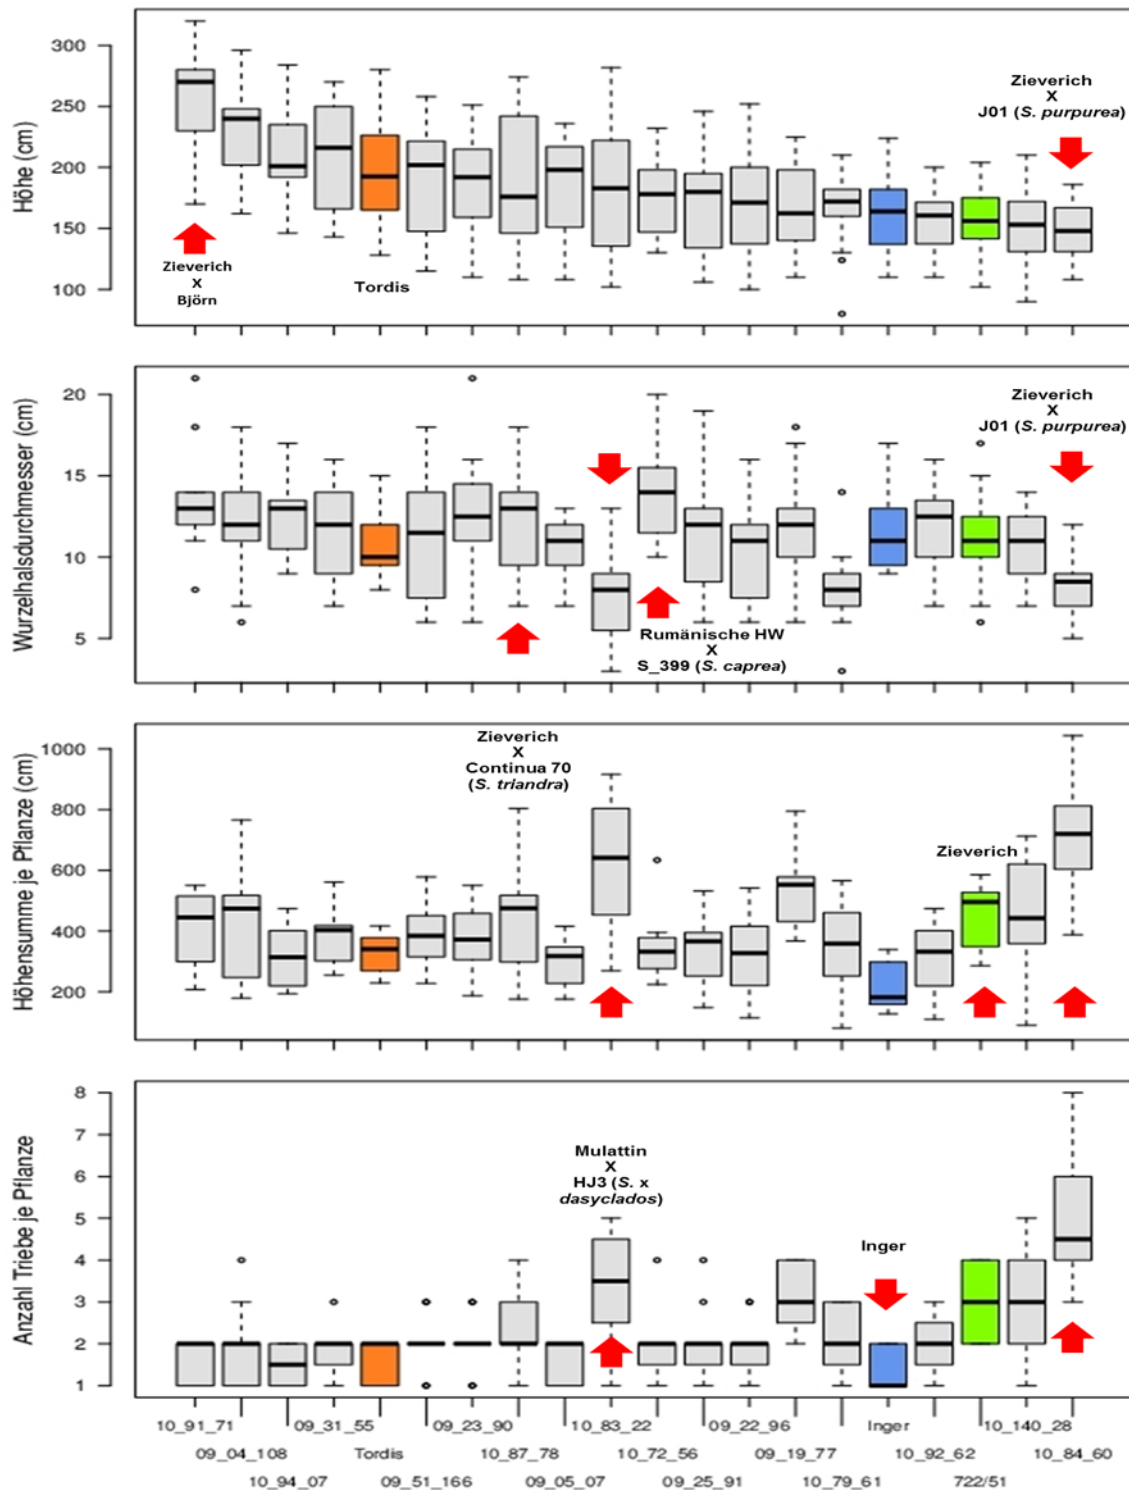 Höhe (cm)
300
250
200
150
100
Zieverich
X
Björn
Tordis
Zieverich
X
J01 (S. purpurea)
Wurzelhalsdurchmesser (cm)
20
15
10
5
Rumänische HW
X
S_399 (S. caprea)
Zieverich
X
J01 (S. purpurea)
Höhensumme je Pflanze (cm)
1000
800
600
400
200
Zieverich
X
Continua 70
(S. triandra)
Zieverich
Anzahl Triebe je Pflanze
8
7
6
5
4
3
2
1
Mulattin
X
HJ3 (S. x
dasyclados)
Inger
10_91_71 09_31_55 09_23_90 10_83_22 09_22_96 Inger 10_140_28
09_04_108 Tordis 10_87_78 10_72_56 09_19_77 10_92_62 10_84_60
10_94_07 09_51_166 09_05_07 09_25_91 10_79_61 722/51